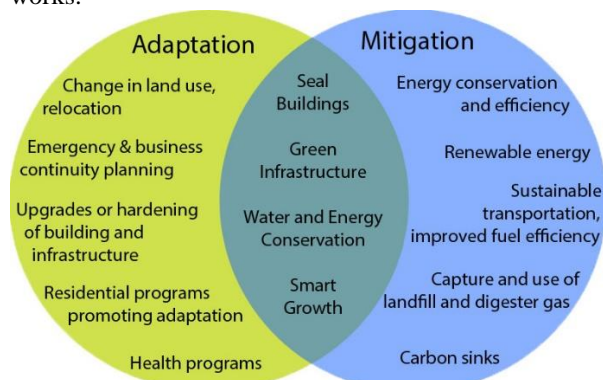 works.
Adaptation
Change in land use,
relocation
Emergency & business
continuity planning
Upgrades or hardening
of building and
infrastructure
Residential programs
promoting adaptation
Health programs
Seal
Buildings
Green
Infrastructure
Water and Energy
Conservation
Smart
Growth
Mitigation
Energy conservation
and efficiency
Renewable energy
Sustainable
transportation,
improved fuel efficiency
Capture and use of
landfill and digester gas
Carbon sinks